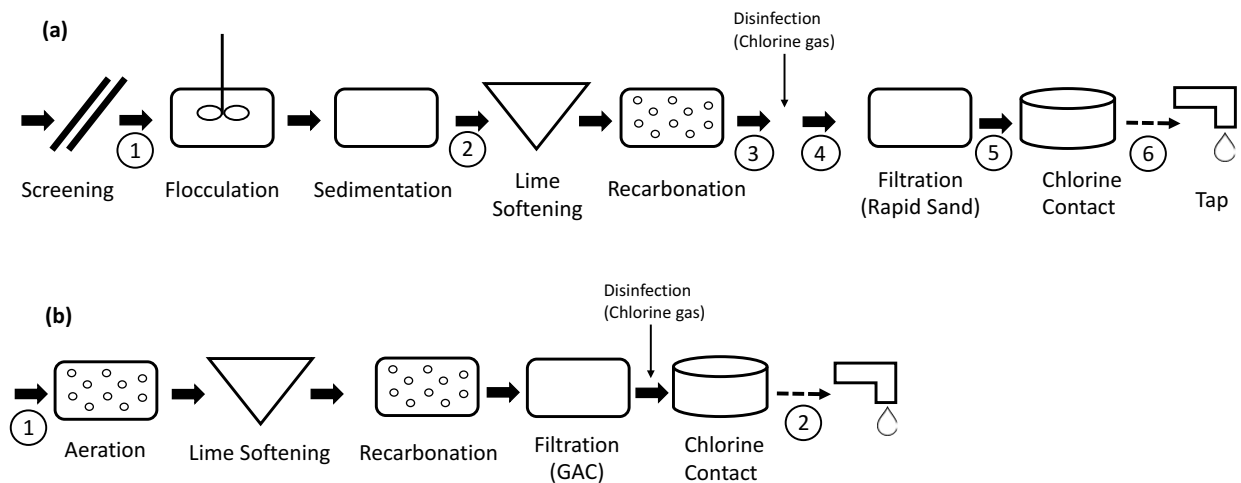 (a)
Disinfection
(Chlorine gas)
1
2
3
4
5
6
Screening
Flocculation
Sedimentation
Lime
Softening
Recarbonation
Filtration
(Rapid Sand)
Chlorine
Contact
Tap
(b)
Disinfection
(Chlorine gas)
1
2
Aeration
Lime Softening
Recarbonation
Filtration
(GAC)
Chlorine
Contact